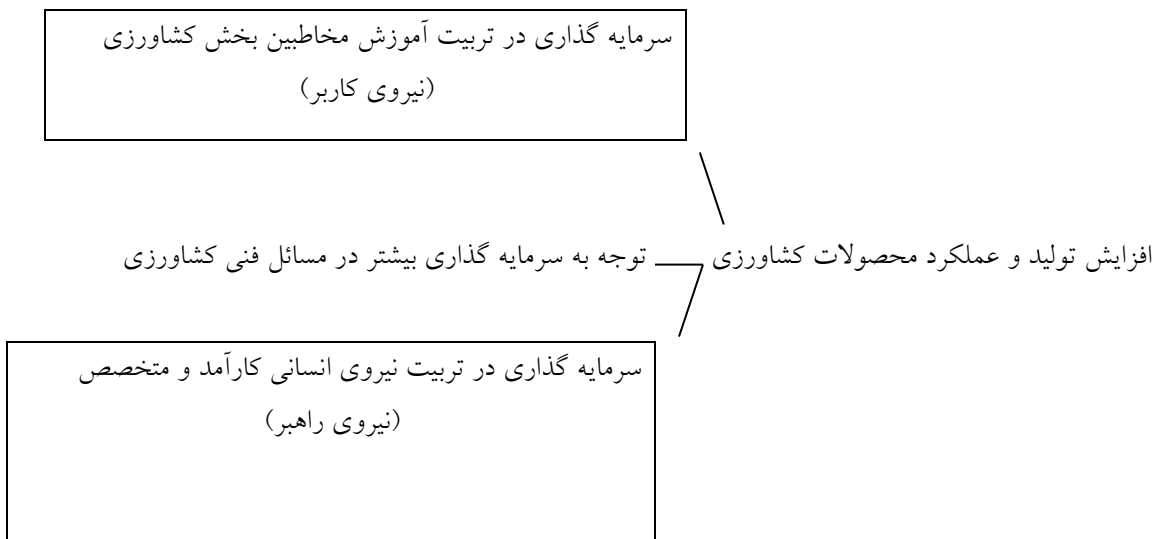 سرمایه گذاری در تربیت آموزش مخاطبین بخش کشاورزی
(نیروی کاربر)
افزایش تولید و عملکرد محصولات کشاورزی توجه به سرمایه گذاری بیشتر در مسائل فنی کشاورزی
سرمایه گذاری در تربیت نیروی انسانی کارآمد و متخصص
(نیروی راهبر)